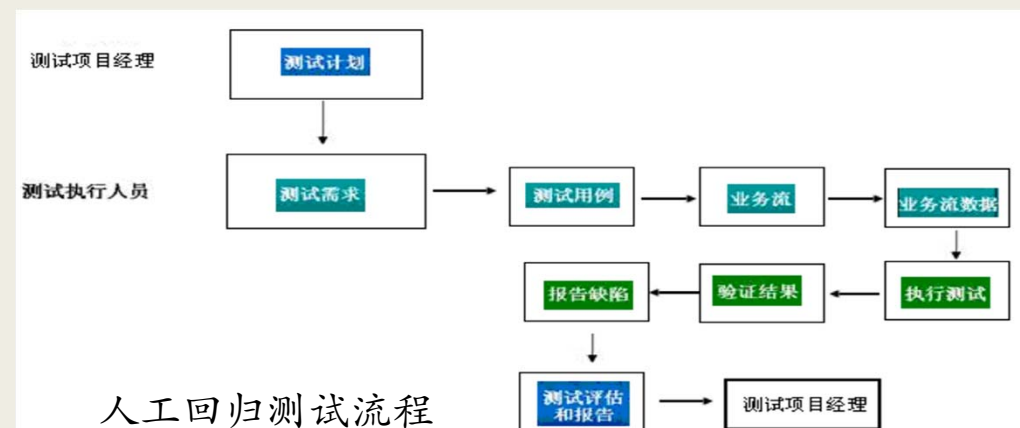 测试项目经理
测试计划
测试执行人员
测试需求
测试用例
业务流
业务流数据
报告缺陷
验证结果
执行测试
测试评估
和报告
测试项目经理
人工回归测试流程